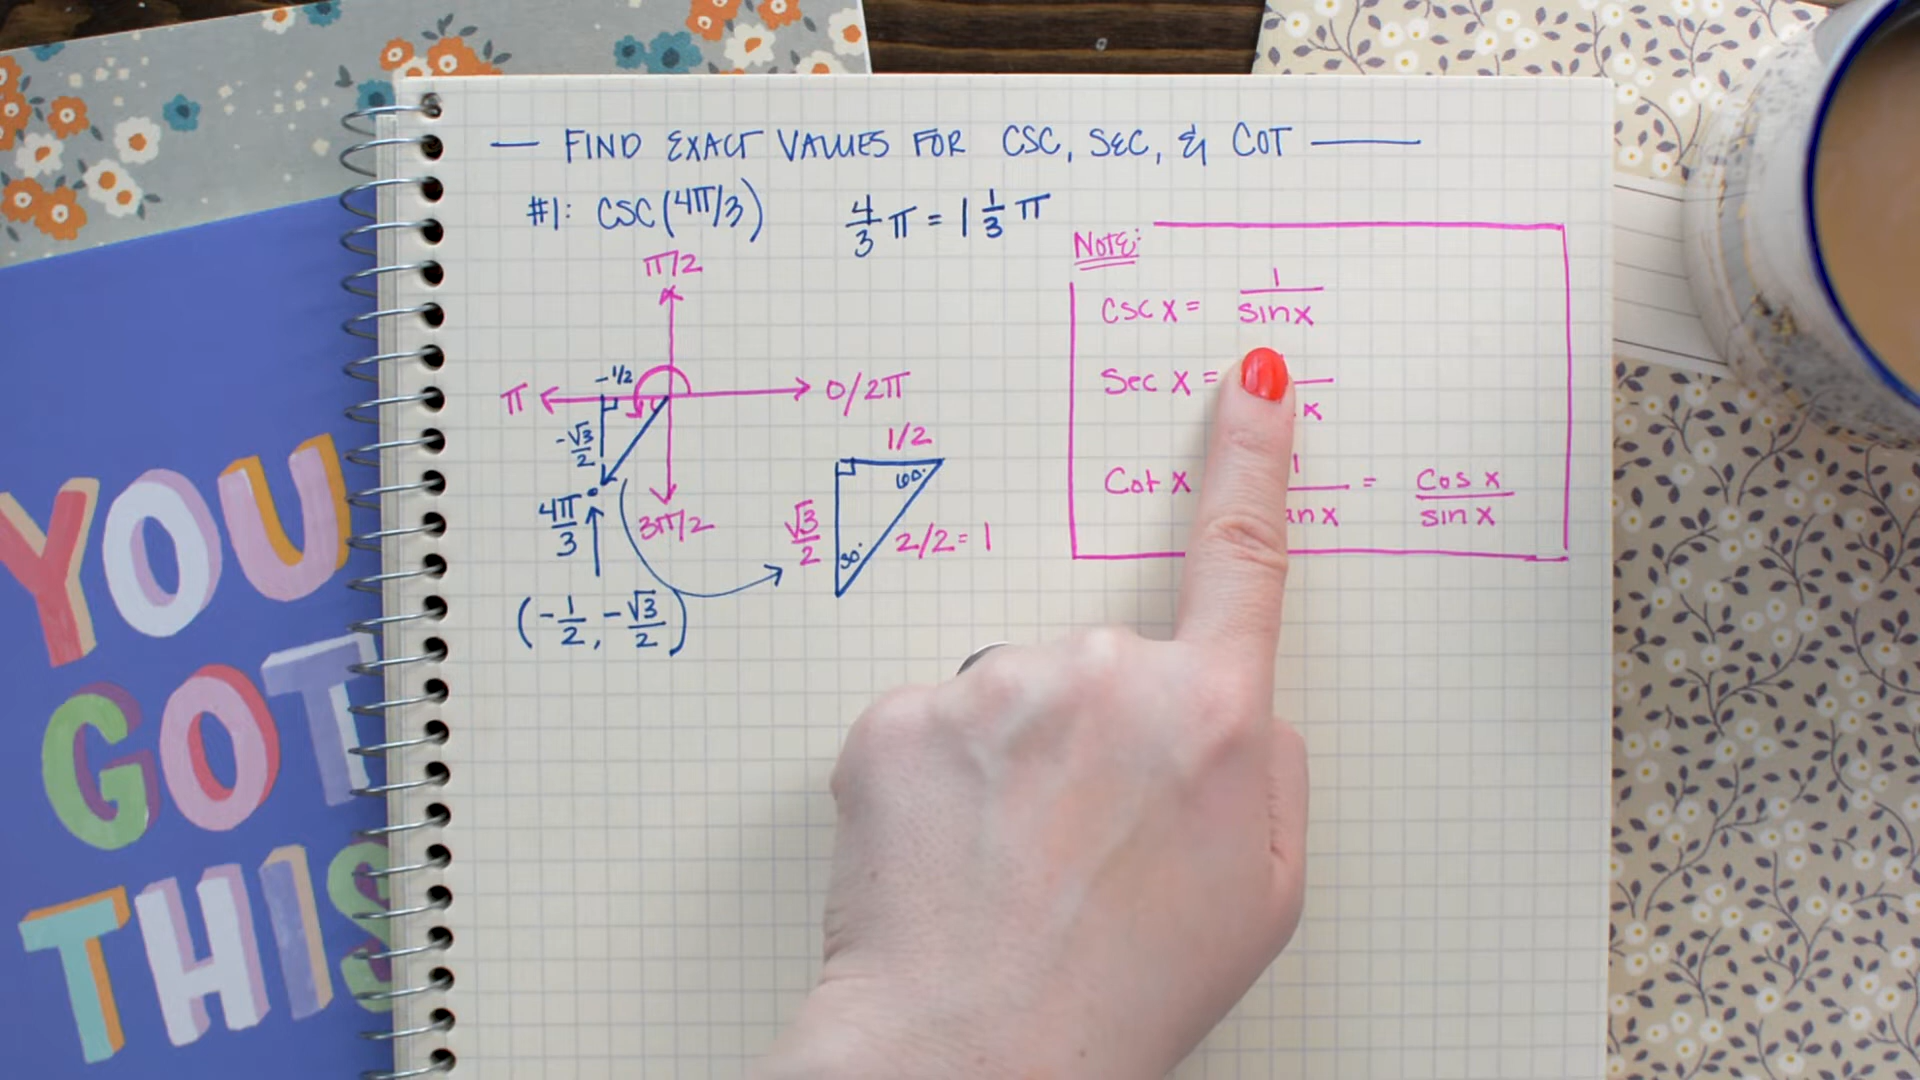 YOU
GOT
THIS
— FIND EXACT VALUES FOR CSC, SEC, & COT —
#1: CSC(4π/3)
4/3 π = 1 1/3 π
π/2
-1/2
π
0/2π
-√3/2
4π/3
3π/2
(-1/2, -√3/2)
1/2
60°
√3/2
30°
2/2 = 1
NOTE:
CSC X = 1/sinx
Sec X =
x
Cot X 1/anx = Cos x/sin x